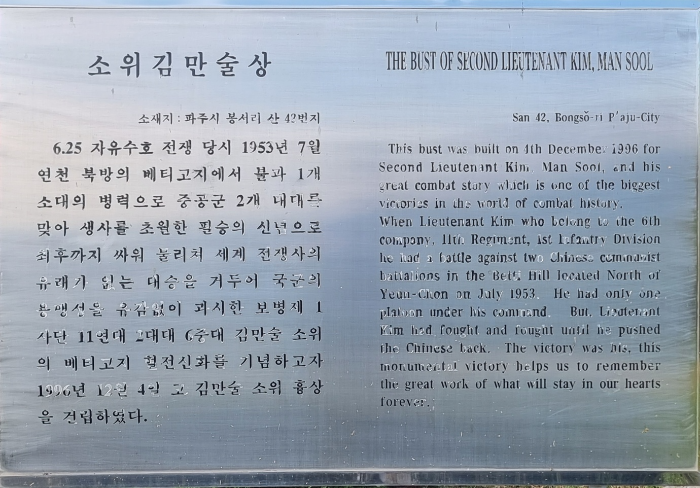 소위김만술상
소재지 : 파주시 봉서리 산 42번지
6.25 자유수호 전쟁 당시 1953년 7월
연천 북방의 베티고지에서 불과 1개
소대의 병력으로 중공군 2개 대대를
맞아 생사를 초월한 필승의 신념으로
최후까지 싸워 물리쳐 세계 전쟁사의
유래가 없는 대승을 거두어 국군의
용맹성을 유감없이 과시한 보병제 1
사단 11연대 2대대 6중대 김만술 소위
의 베티고지 혈전신화를 기념하고자
1996년 12월 4일 고 김만술 소위 흉상
을 건립하였다.
THE BUST OF SECOND LIEUTENANT KIM, MAN SOOL
San 42, Bongsŏ-ri P'aju-City
This bust was built on 4th December 1996 for
Second Lieutenant Kim, Man Sool, and his
great combat story which is one of the biggest
victories in the world of combat history.
When Lieutenant Kim who belong to the 6th
company, 11th Regiment, 1st Infantry Division
he had a battle against two Chinese communist
battalions in the Betti Hill located North of
Yeun-Chon on July 1953. He had only one
platoon under his command. But, Lieutenant
Kim had fought and fought until he pushed
the Chinese back. The victory was his, this
monumental victory helps us to remember
the great work of what will stay in our hearts
forever.